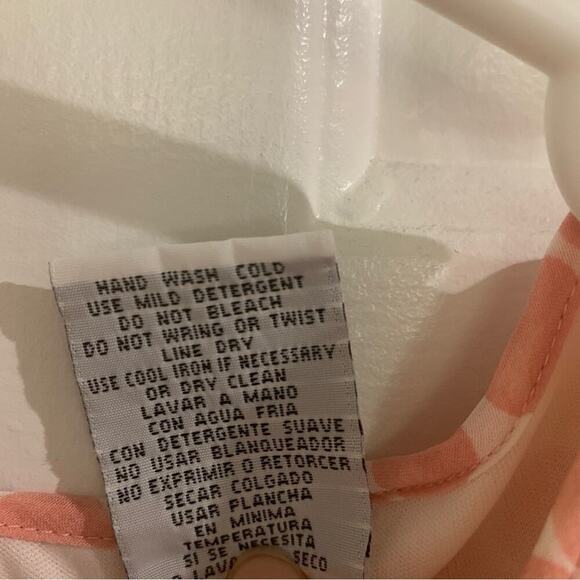 HAND WASH COLD
USE MILD DETERGENT
DO NOT BLEACH
DO NOT WRING OR TWIST
LINE DRY
USE COOL IRON IF NECESSARY
OR DRY CLEAN
LAVAR A MANO
CON AGUA FRIA
CON DETERGENTE SUAVE
NO USAR BLANQUEADOR
NO EXPRIMIR O RETORCER
SECAR COLGADO
USAR PLANCHA
EN MINIMA
TEMPERATURA
SI SE NECESITA
O LAVA SECO